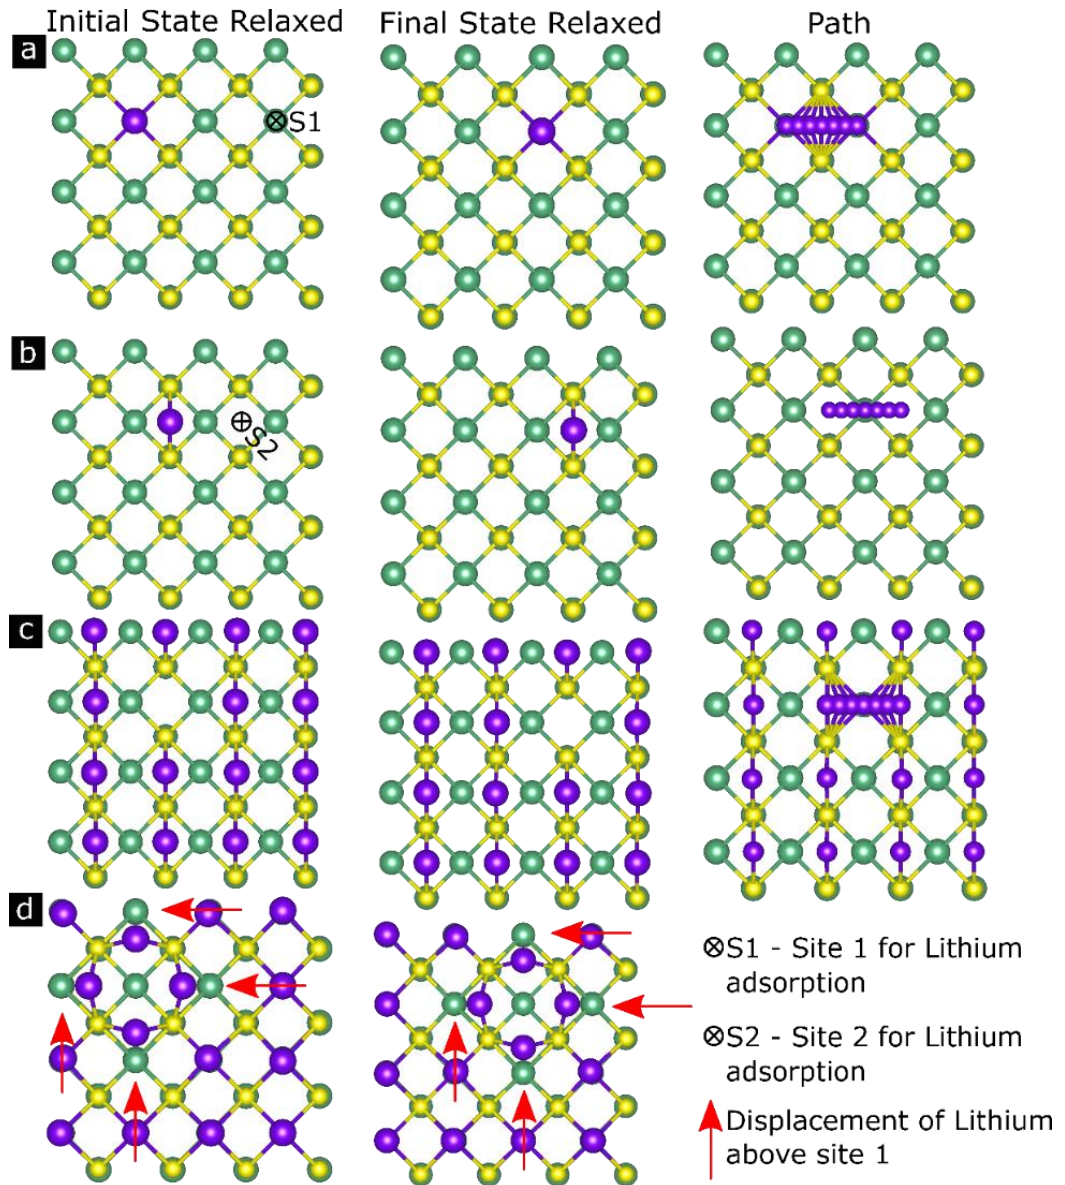 Initial State Relaxed
Final State Relaxed
Path
a
⊗S1
b
⊕S2
c
d
⊗S1 - Site 1 for Lithium
adsorption
⊗S2 - Site 2 for Lithium
adsorption
Displacement of Lithium
above site 1